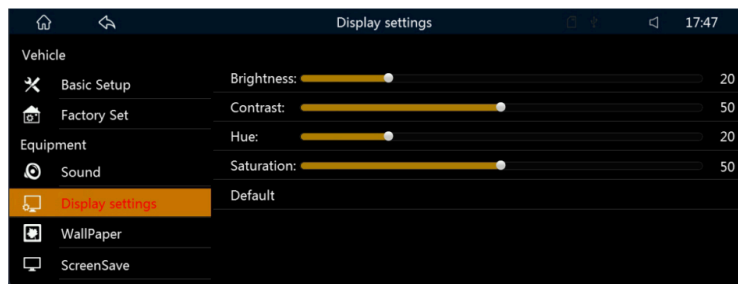 Display settings 17:47
Vehicle
Basic Setup
Factory Set
Equipment
Sound
Display settings
WallPaper
ScreenSave
Brightness: 20
Contrast: 50
Hue: 20
Saturation: 50
Default